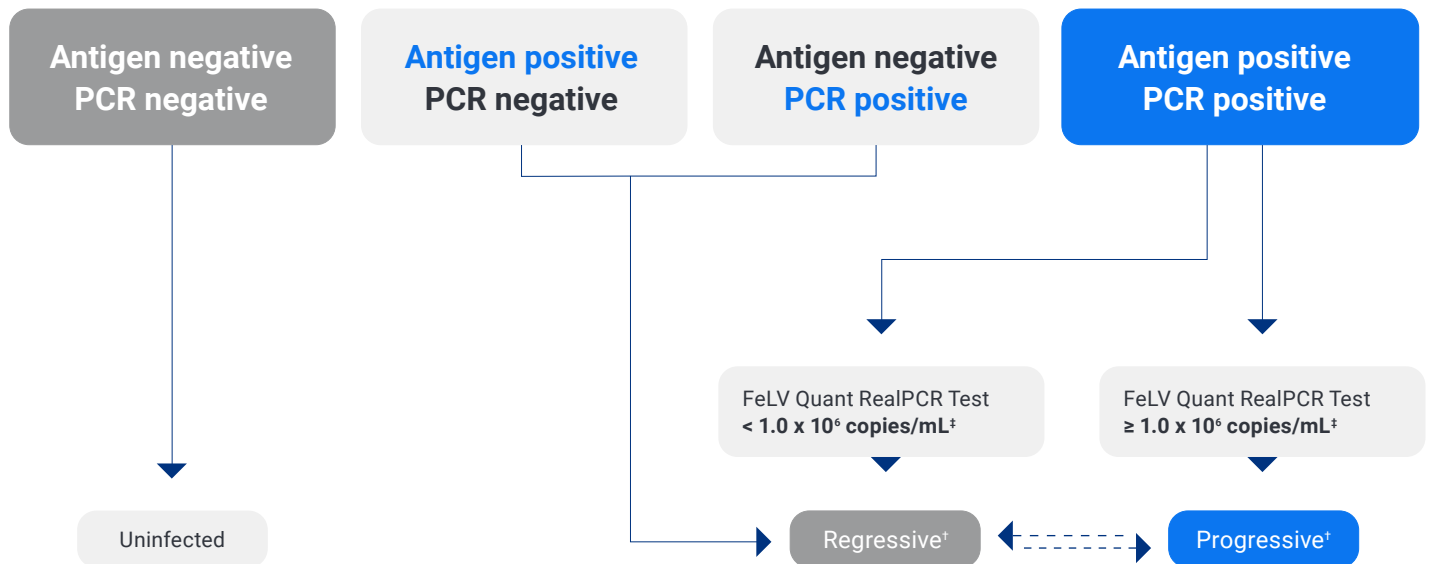 Antigen negative
PCR negative
Antigen positive
PCR negative
Antigen negative
PCR positive
Antigen positive
PCR positive
FeLV Quant RealPCR Test
< 1.0 x 10⁶ copies/mL‡
FeLV Quant RealPCR Test
≥ 1.0 x 10⁶ copies/mL‡
Uninfected
Regressive†
Progressive†